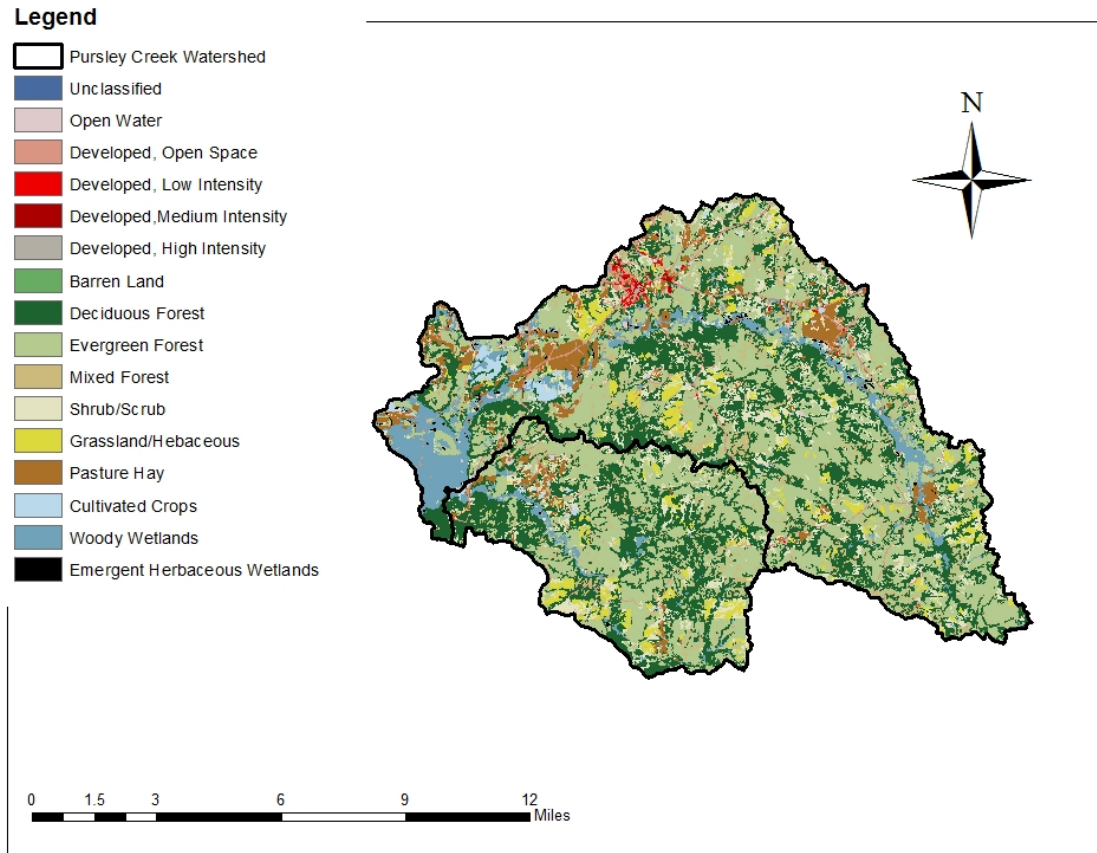 Legend
Pursley Creek Watershed
Unclassified
Open Water
Developed, Open Space
Developed, Low Intensity
Developed,Medium Intensity
Developed, High Intensity
Barren Land
Deciduous Forest
Evergreen Forest
Mixed Forest
Shrub/Scrub
Grassland/Hebaceous
Pasture Hay
Cultivated Crops
Woody Wetlands
Emergent Herbaceous Wetlands
N
0 1.5 3 6 9 12
Miles